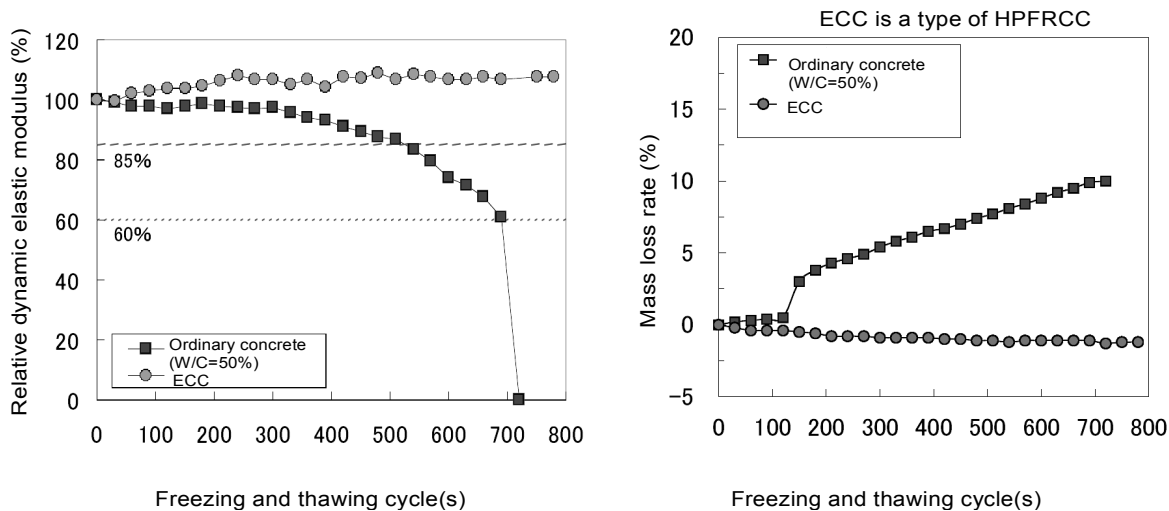 120
100
80
60
40
20
0
Relative dynamic elastic modulus (%)
85%
60%
Ordinary concrete
(W/C=50%)
ECC
0 100 200 300 400 500 600 700 800
Freezing and thawing cycle(s)
ECC is a type of HPFRCC
20
15
10
5
0
−5
Mass loss rate (%)
Ordinary concrete
(W/C=50%)
ECC
0 100 200 300 400 500 600 700 800
Freezing and thawing cycle(s)